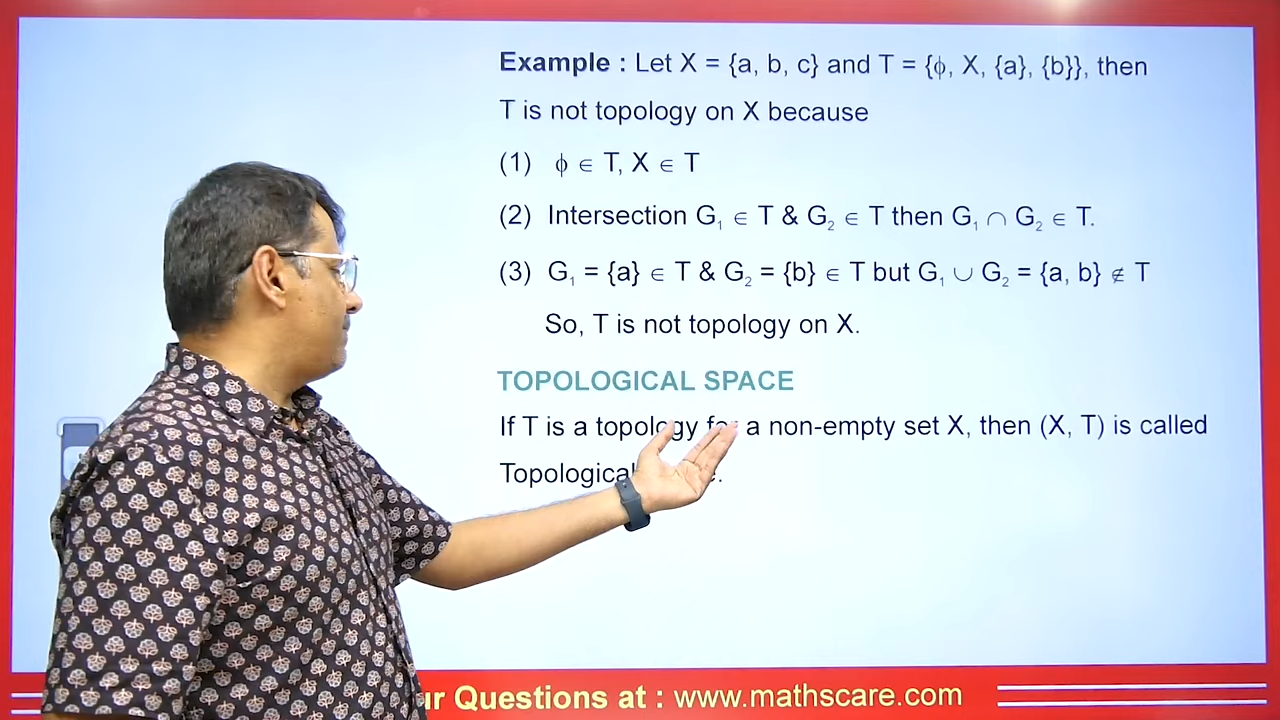 Example : Let X = {a, b, c} and T = {ϕ, X, {a}, {b}}, then
T is not topology on X because
(1) ϕ ∈ T, X ∈ T
(2) Intersection G₁ ∈ T & G₂ ∈ T then G₁ ∩ G₂ ∈ T.
(3) G₁ = {a} ∈ T & G₂ = {b} ∈ T but G₁ ∪ G₂ = {a, b} ∉ T
So, T is not topology on X.
TOPOLOGICAL SPACE
If T is a topology for a non-empty set X, then (X, T) is called
Topological
Questions at : www.mathscare.com